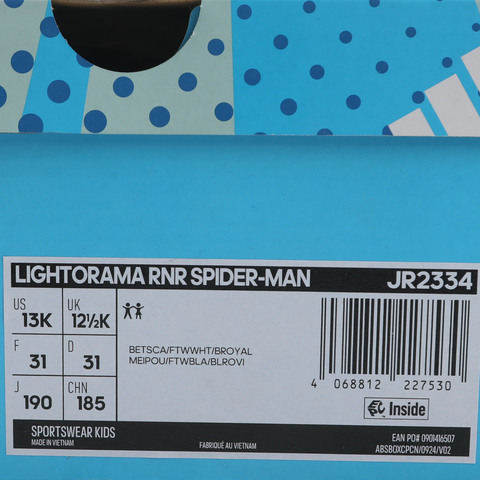 LIGHTORAMA RNR SPIDER-MAN JR2334
US 13K UK 12½K
F 31 D 31
J 190 CHN 185
BETSCA/FTWWHT/BROYAL
MEIPOU/FTWBLA/BLROVI
4 068812 227530
Inside
SPORTSWEAR KIDS
MADE IN VIETNAM FABRIQUÉ AU VIETNAM
EAN PO# 0901416507
ABSBOXCPCN/0924/V02